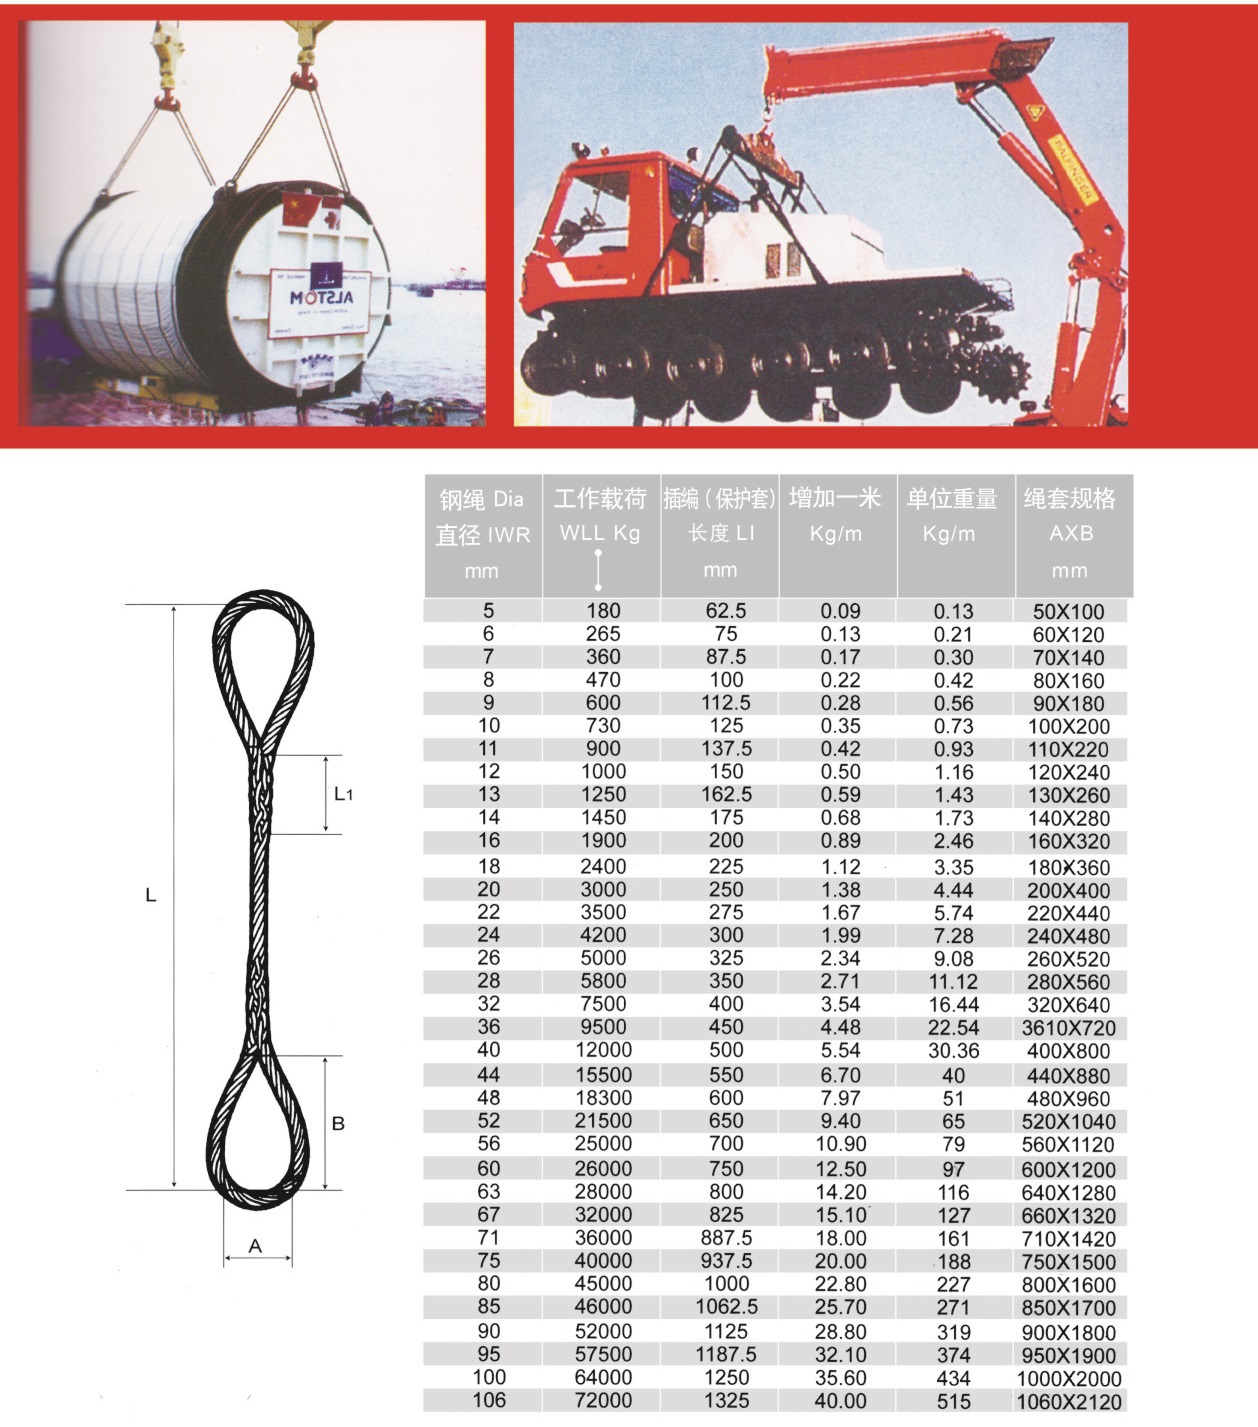 PALFINGER
ALSTOM
钢绳 Dia 工作载荷 插编(保护套) 增加一米 单位重量 绳套规格
直径 IWR WLL Kg 长度 LI Kg/m Kg/m AXB
mm mm mm
5 180 62.5 0.09 0.13 50X100
6 265 75 0.13 0.21 60X120
7 360 87.5 0.17 0.30 70X140
8 470 100 0.22 0.42 80X160
9 600 112.5 0.28 0.56 90X180
10 730 125 0.35 0.73 100X200
11 900 137.5 0.42 0.93 110X220
12 1000 150 0.50 1.16 120X240
13 1250 162.5 0.59 1.43 130X260
14 1450 175 0.68 1.73 140X280
16 1900 200 0.89 2.46 160X320
18 2400 225 1.12 3.35 180X360
20 3000 250 1.38 4.44 200X400
22 3500 275 1.67 5.74 220X440
24 4200 300 1.99 7.28 240X480
26 5000 325 2.34 9.08 260X520
28 5800 350 2.71 11.12 280X560
32 7500 400 3.54 16.44 320X640
36 9500 450 4.48 22.54 3610X720
40 12000 500 5.54 30.36 400X800
44 15500 550 6.70 40 440X880
48 18300 600 7.97 51 480X960
52 21500 650 9.40 65 520X1040
56 25000 700 10.90 79 560X1120
60 26000 750 12.50 97 600X1200
63 28000 800 14.20 116 640X1280
67 32000 825 15.10 127 660X1320
71 36000 887.5 18.00 161 710X1420
75 40000 937.5 20.00 188 750X1500
80 45000 1000 22.80 227 800X1600
85 46000 1062.5 25.70 271 850X1700
90 52000 1125 28.80 319 900X1800
95 57500 1187.5 32.10 374 950X1900
100 64000 1250 35.60 434 1000X2000
106 72000 1325 40.00 515 1060X2120
L1
L
B
A